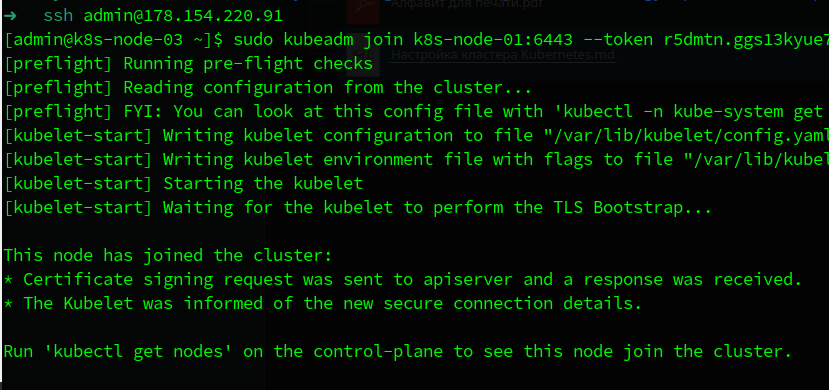 → ssh admin@178.154.220.91
Алфавит для печати.pdf
[admin@k8s-node-03 ~]$ sudo kubeadm join k8s-node-01:6443 --token r5dmtn.ggs13kyue7
Настройка кластера Kubernetes.md
[preflight] Running pre-flight checks
[preflight] Reading configuration from the cluster...
[preflight] FYI: You can look at this config file with 'kubectl -n kube-system get
[kubelet-start] Writing kubelet configuration to file "/var/lib/kubelet/config.yaml
[kubelet-start] Writing kubelet environment file with flags to file "/var/lib/kubel
[kubelet-start] Starting the kubelet
[kubelet-start] Waiting for the kubelet to perform the TLS Bootstrap...
This node has joined the cluster:
* Certificate signing request was sent to apiserver and a response was received.
* The Kubelet was informed of the new secure connection details.
Run 'kubectl get nodes' on the control-plane to see this node join the cluster.